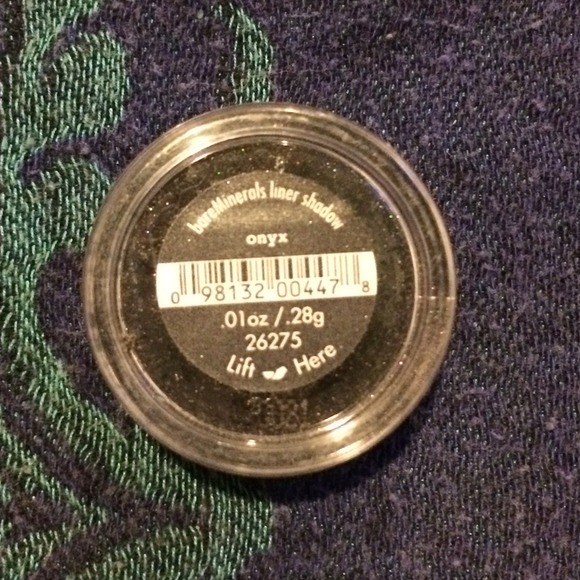 bareMinerals liner shadow
onyx
0 98132 00447 8
.01oz / .28g
26275
Lift Here